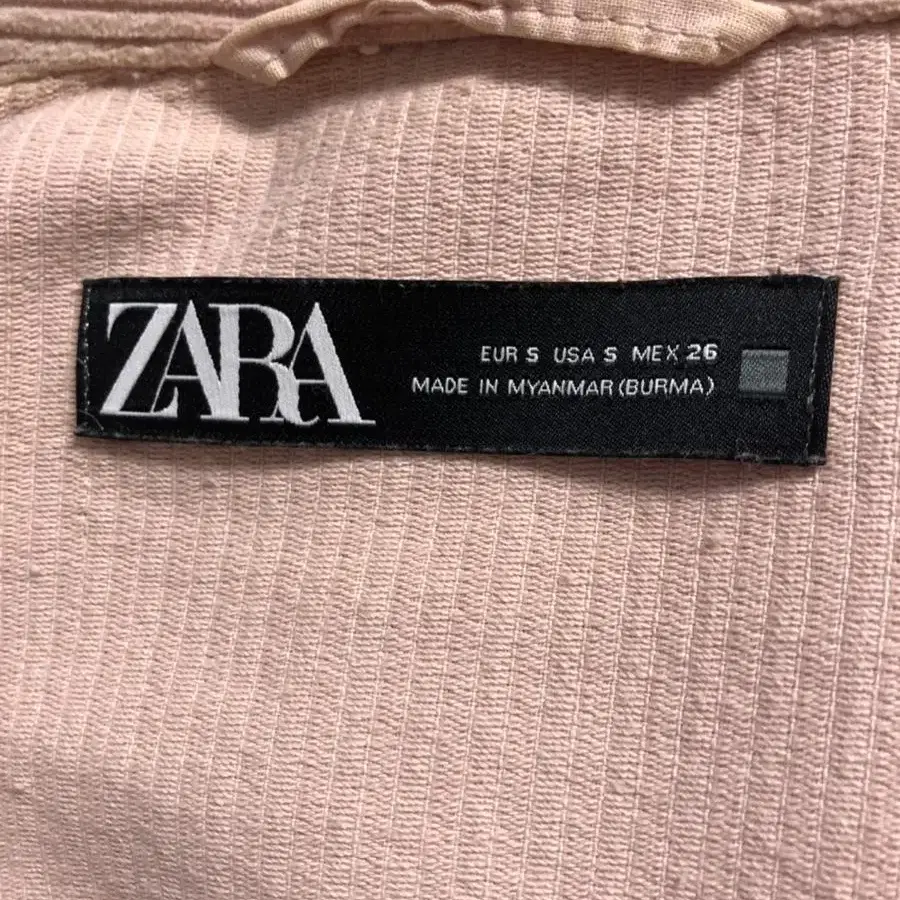 ZARA
EUR S USA S MEX 26
MADE IN MYANMAR (BURMA)